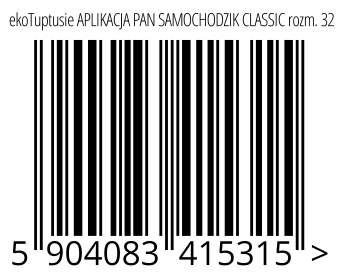 ekoTuptusie APLIKACJA PAN SAMOCHODZIK CLASSIC rozm. 32
5 904083 415315 >